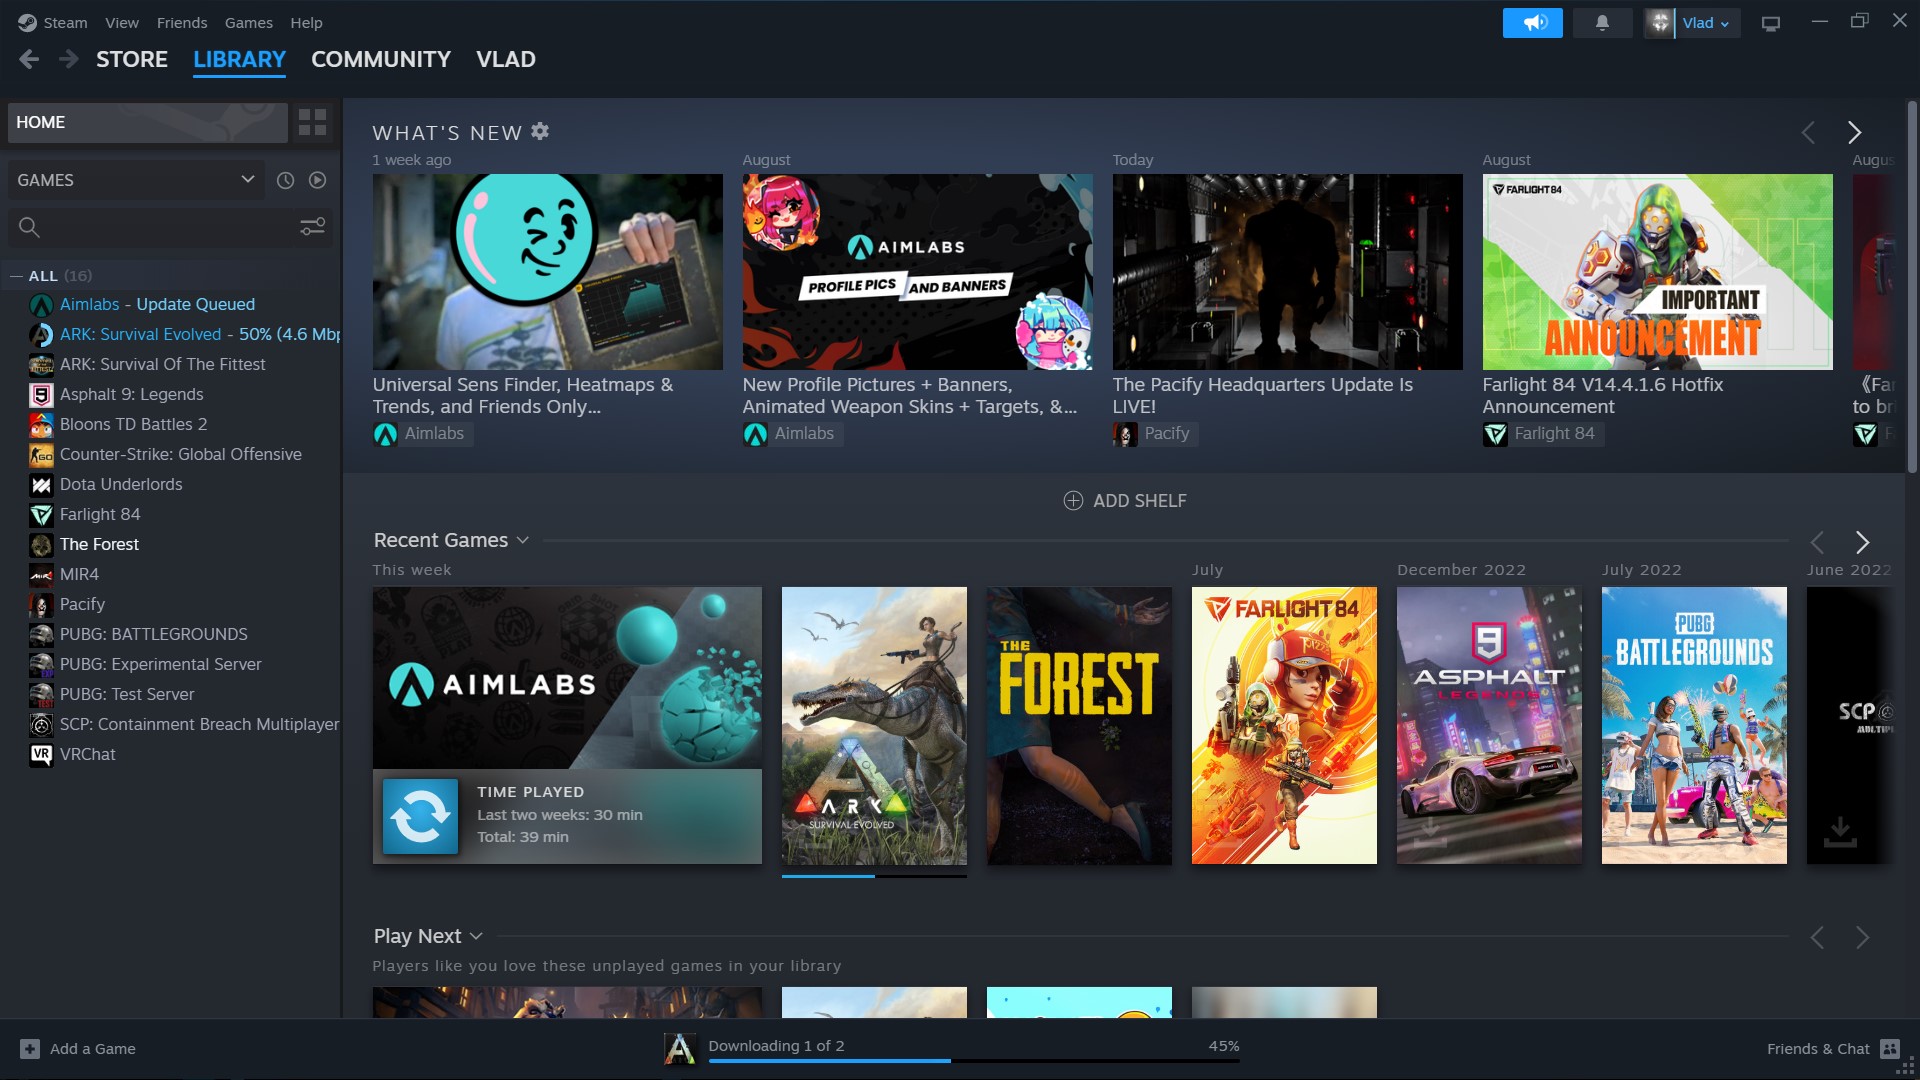 Steam View Friends Games Help
Vlad
STORE LIBRARY COMMUNITY VLAD
HOME
GAMES
ALL (16)
Aimlabs - Update Queued
ARK: Survival Evolved - 50% (4.6 Mbp
ARK: Survival Of The Fittest
Asphalt 9: Legends
Bloons TD Battles 2
Counter-Strike: Global Offensive
Dota Underlords
Farlight 84
The Forest
MIR4
Pacify
PUBG: BATTLEGROUNDS
PUBG: Experimental Server
PUBG: Test Server
SCP: Containment Breach Multiplayer
VR
VRChat
WHAT'S NEW
1 week ago
Universal Sens Finder, Heatmaps &
Trends, and Friends Only...
Aimlabs
August
AIMLABS
PROFILE PICS AND BANNERS
New Profile Pictures + Banners,
Animated Weapon Skins + Targets, &...
Aimlabs
Today
The Pacify Headquarters Update Is
LIVE!
Pacify
August
FARLIGHT 84
IMPORTANT
ANNOUNCEMENT
Farlight 84 V14.4.1.6 Hotfix
Announcement
Farlight 84
Augus
《Far
to bri
F
ADD SHELF
Recent Games
This week
AIMLABS
TIME PLAYED
Last two weeks: 30 min
Total: 39 min
ARK
SURVIVAL EVOLVED
THE
FOREST
July
FARLIGHT 84
December 2022
9
ASPHALT
LEGENDS
July 2022
PUBG
BATTLEGROUNDS
June 2022
SCP
Play Next
Players like you love these unplayed games in your library
Add a Game
Downloading 1 of 2
45%
Friends & Chat